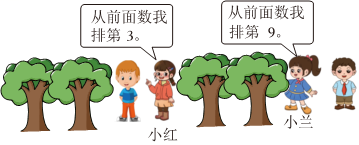 从前面数我
排第 3。
从前面数我
排第 9。
小红
小兰